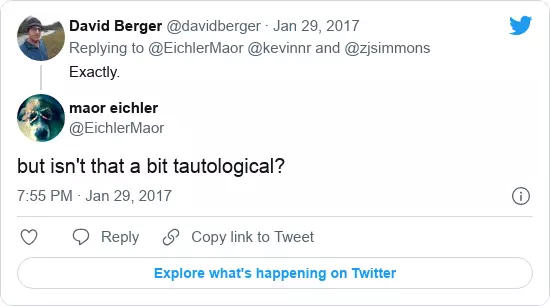 David Berger @davidberger · Jan 29, 2017
Replying to @EichlerMaor @kevinnr and @zjsimmons
Exactly.
maor eichler
@EichlerMaor
but isn't that a bit tautological?
7:55 PM · Jan 29, 2017
Reply Copy link to Tweet
Explore what's happening on Twitter